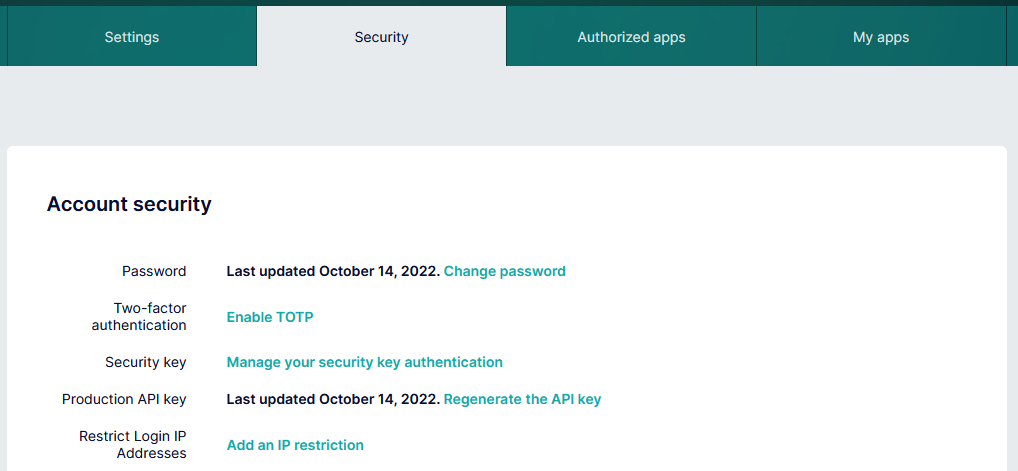 Settings Security Authorized apps My apps
Account security
Password Last updated October 14, 2022. Change password
Two-factor
authentication Enable TOTP
Security key Manage your security key authentication
Production API key Last updated October 14, 2022. Regenerate the API key
Restrict Login IP
Addresses Add an IP restriction